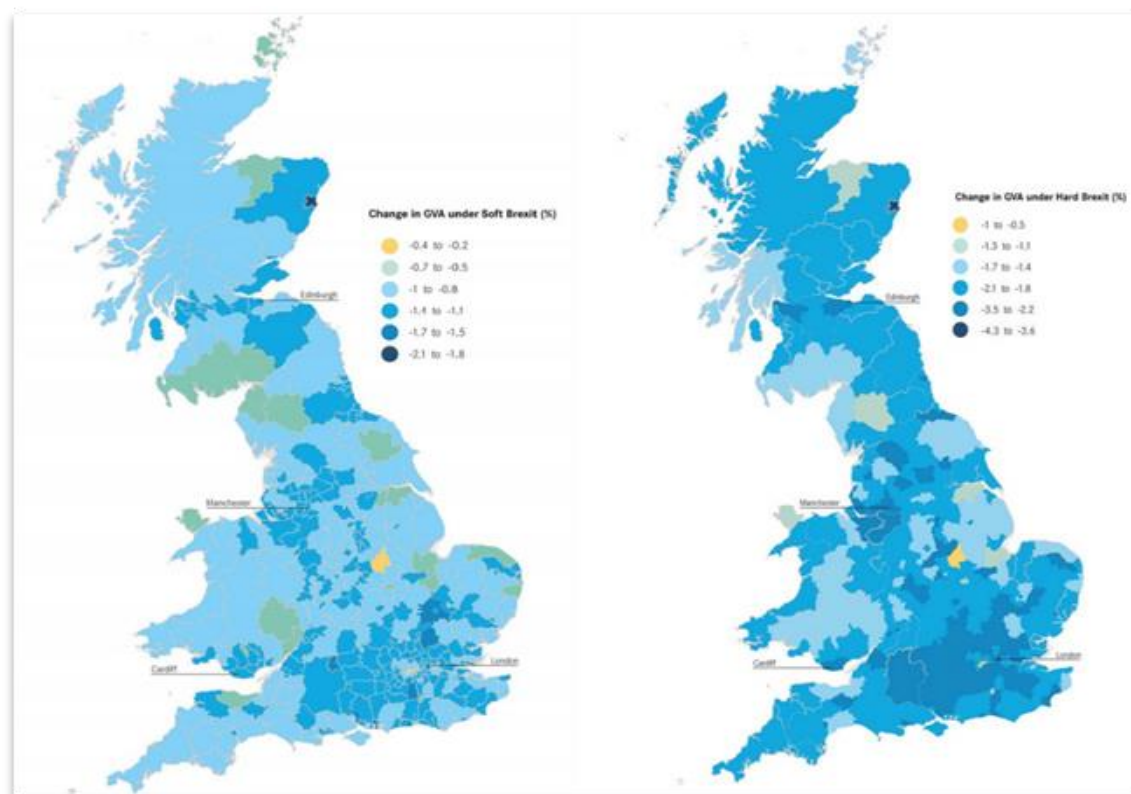 Change in GVA under Soft Brexit (%)
-0.4 to -0.2
-0.7 to -0.5
-1 to -0.8
-1.4 to -1.1
-1.7 to -1.5
-2.1 to -1.8
Edinburgh
Manchester
Cardiff
London
Change in GVA under Hard Brexit (%)
-1 to -0.5
-1.3 to -1.1
-1.7 to -1.4
-2.1 to -1.8
-3.5 to -2.2
-4.3 to -3.6
Edinburgh
Manchester
Cardiff
London